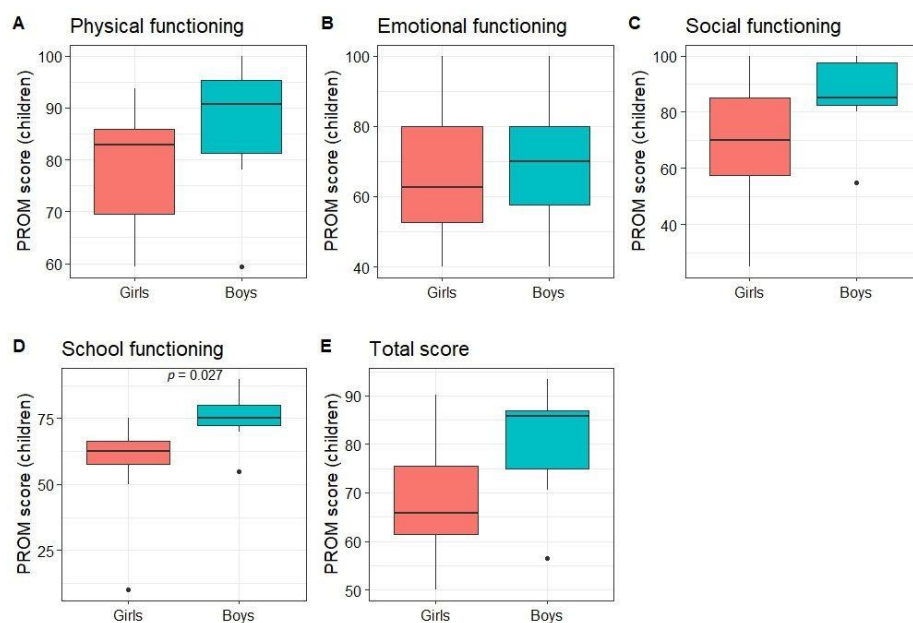 A Physical functioning
PROM score (children)
100
90
80
70
60
Girls Boys
B Emotional functioning
PROM score (children)
100
80
60
40
Girls Boys
C Social functioning
PROM score (children)
100
80
60
40
Girls Boys
D School functioning
p = 0.027
PROM score (children)
75
50
25
Girls Boys
E Total score
PROM score (children)
90
80
70
60
50
Girls Boys